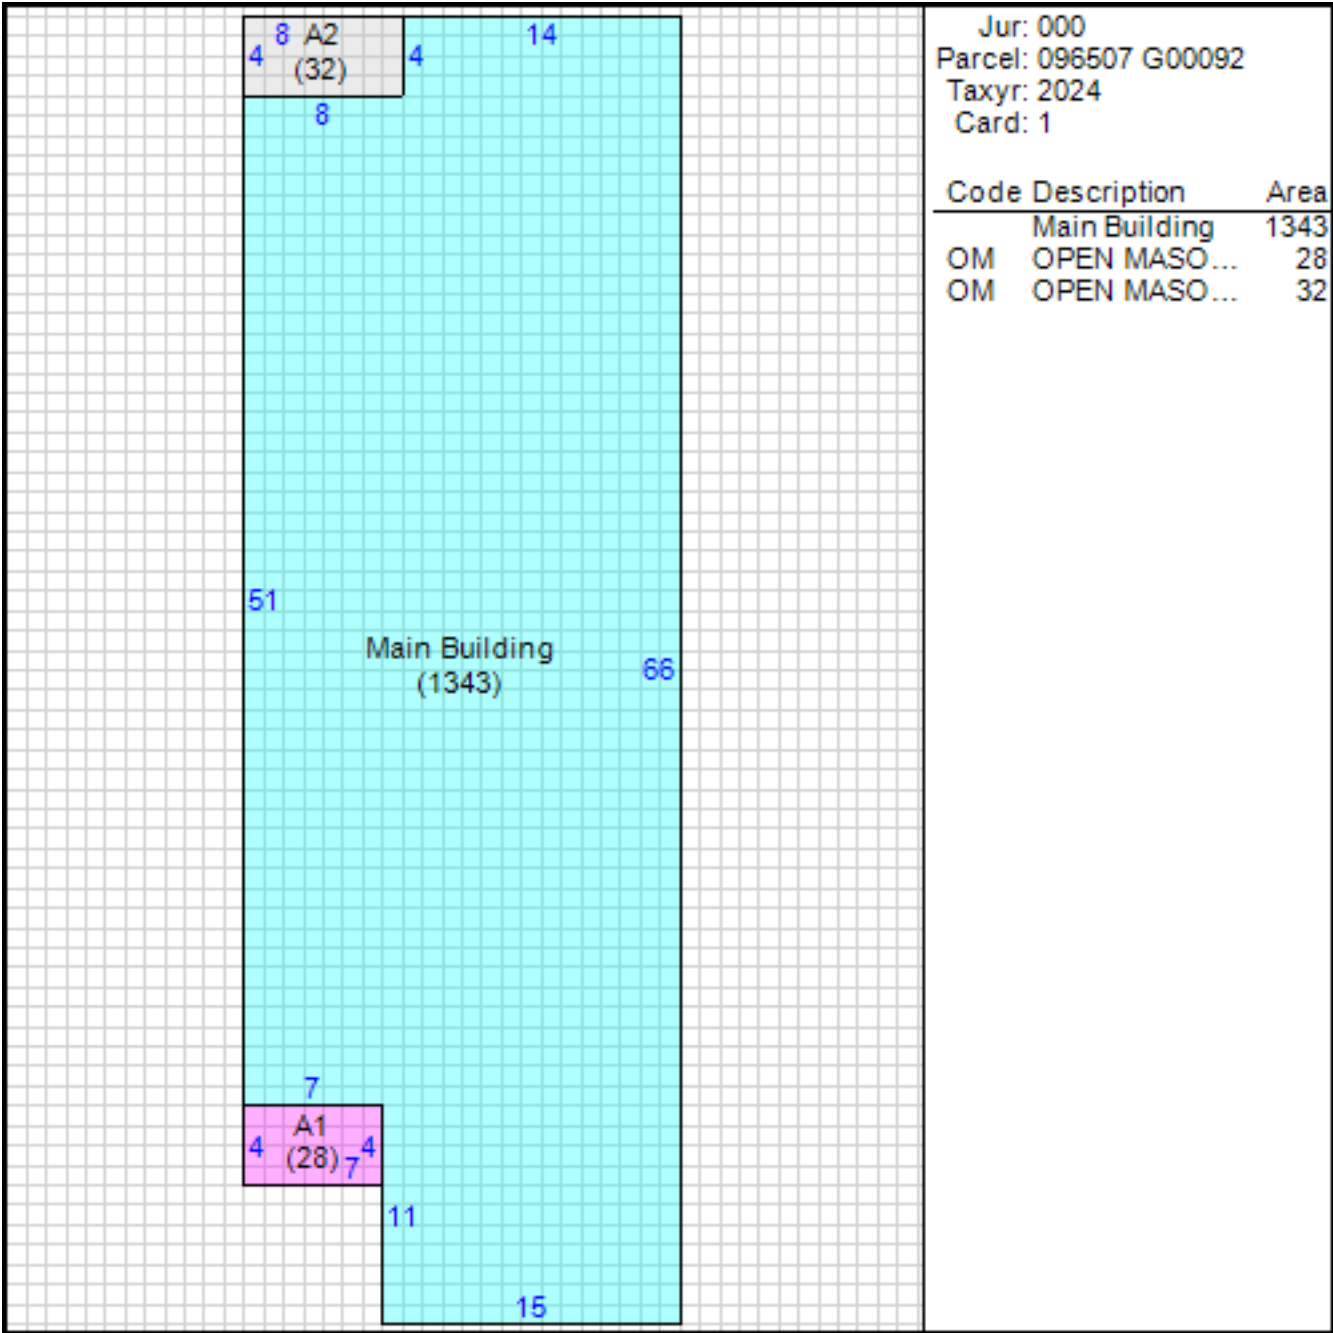 8 A2
4
(32)
4
14
8
51
Main Building
(1343)
66
7
A1
4 (28) 7 4
11
15
Jur: 000
Parcel: 096507 G00092
Taxyr: 2024
Card: 1
Code Description Area
Main Building 1343
OM OPEN MASO... 28
OM OPEN MASO... 32